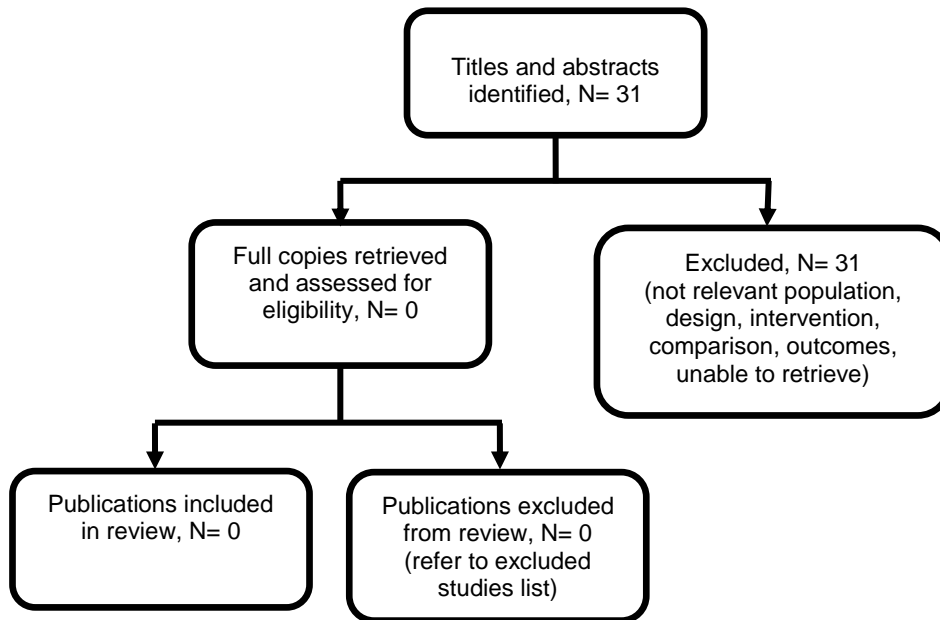 Titles and abstracts
identified, N= 31
Full copies retrieved
and assessed for
eligibility, N= 0
Excluded, N= 31
(not relevant population,
design, intervention,
comparison, outcomes,
unable to retrieve)
Publications included
in review, N= 0
Publications excluded
from review, N= 0
(refer to excluded
studies list)